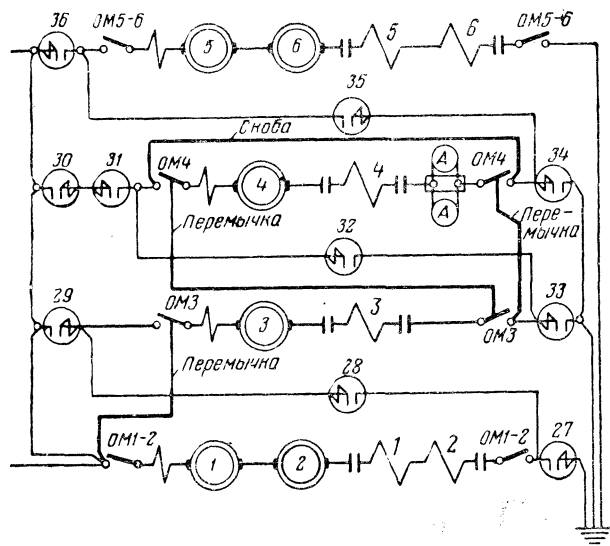 36 ОМ5-6 5 6 5 6 ОМ5-6
35
Скоба
30 31 ОМ4 4 4 А ОМ4 34
А
Перемычка
Пере-
мычка
32
29 ОМ3 3 3 ОМ3 33
Перемычка
28
ОМ1-2 1 2 1 2 ОМ1-2 27